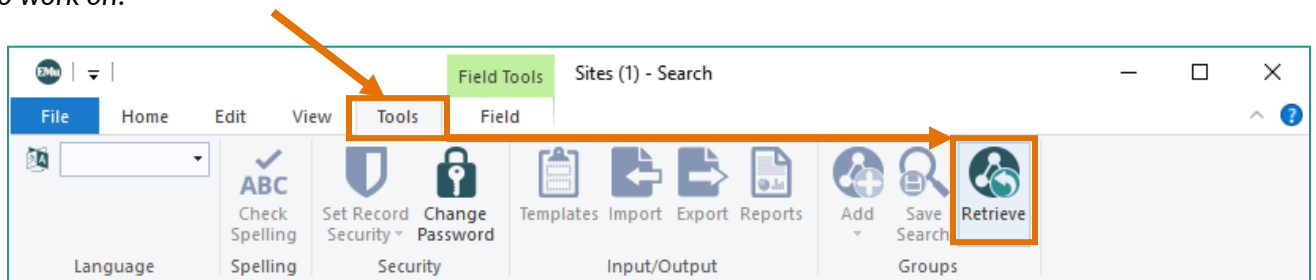 work on.
EMu
Field Tools
Sites (1) - Search
File Home Edit View Tools Field
ABC
Check Spelling
Set Record Security
Change Password
Templates Import Export Reports
Add
Save Search
Retrieve
Language Spelling Security Input/Output Groups